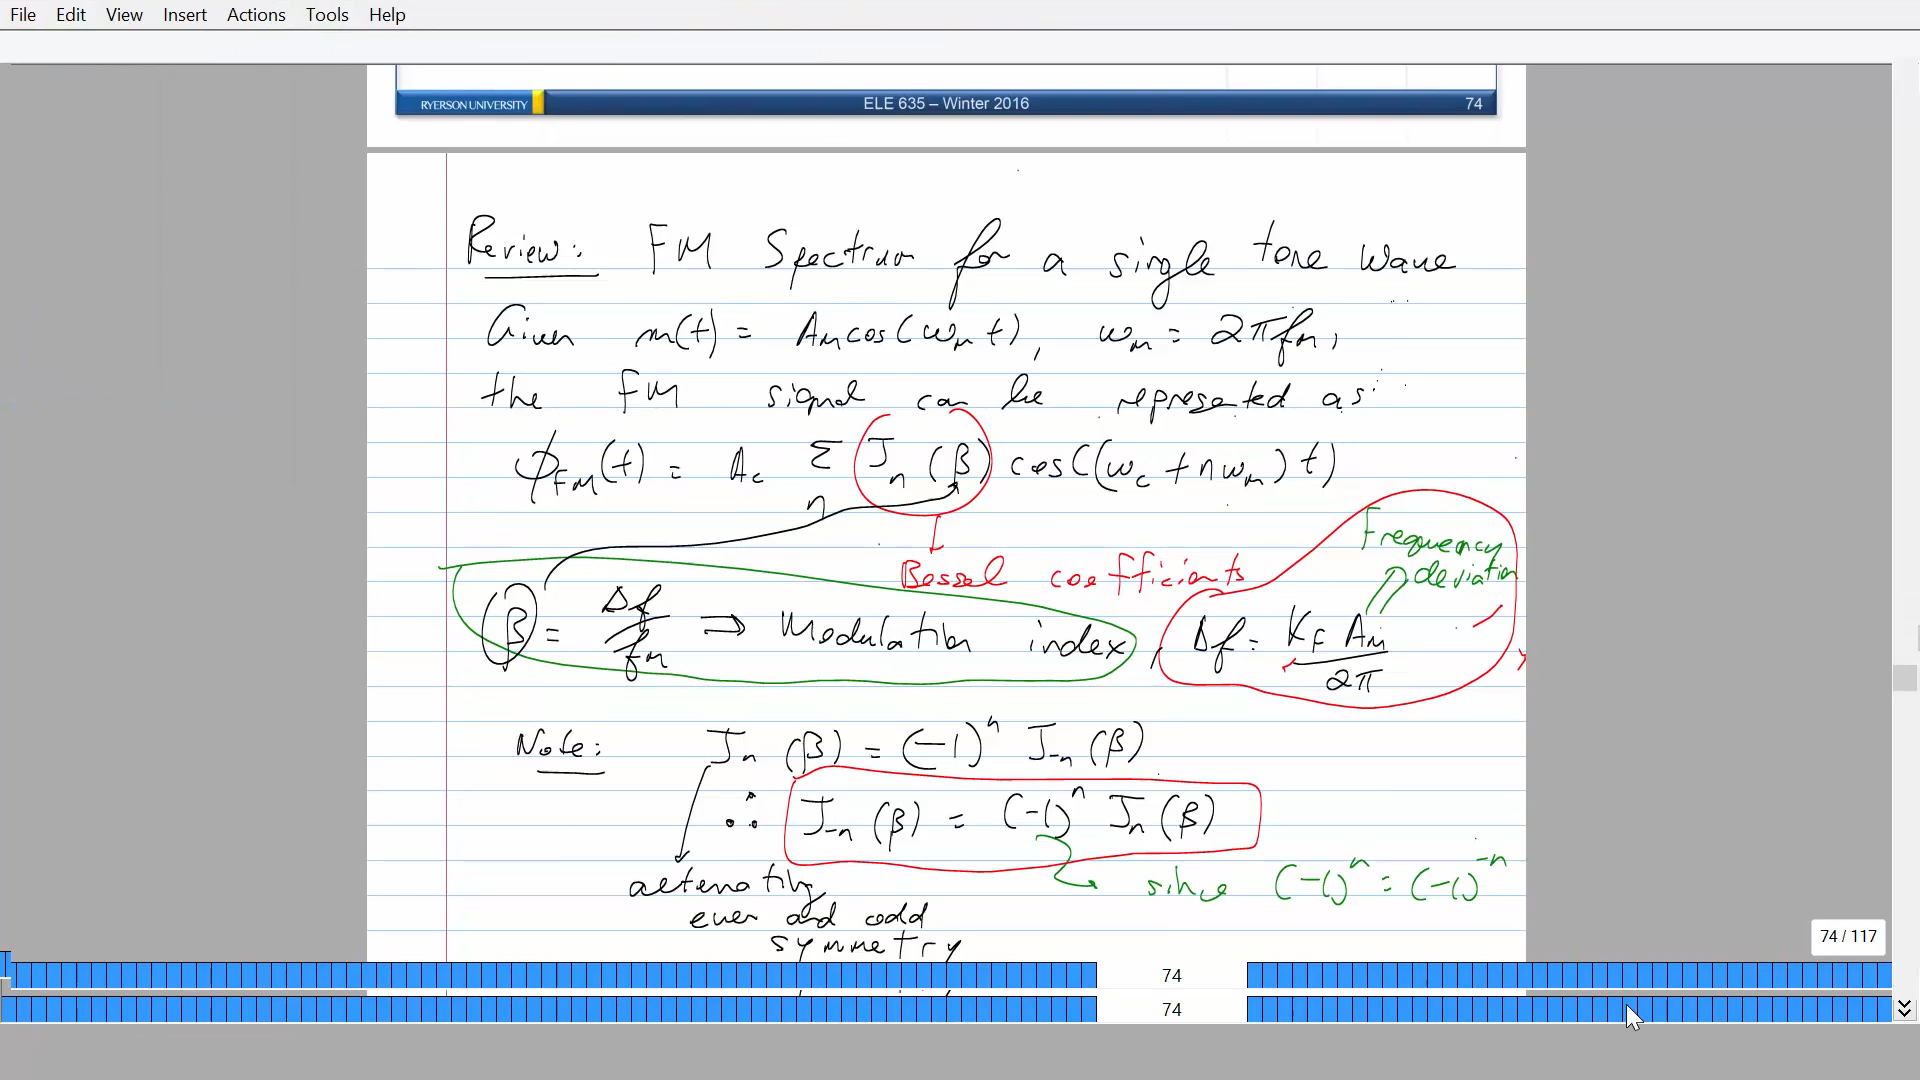 File Edit View Insert Actions Tools Help
RYERSON UNIVERSITY ELE 635 – Winter 2016 74
Review: FM Spectrum for a single tone wave
Given m(t) = Am cos(ωm t), ωm = 2πfm,
the FM signal can be represented as:
ϕFM(t) = Ac Σn Jn(β) cos((ωc + nωm)t)
Frequency
deviation
Bessel coefficients
β = Δf/fm ⇒ Modulation index, Δf = KF Am/2π
Note: Jn(β) = (-1)^n J-n(β)
∴ J-n(β) = (-1)^n Jn(β)
alternating since (-1)^n = (-1)^-n
even and odd
symmetry
74 / 117
74
74